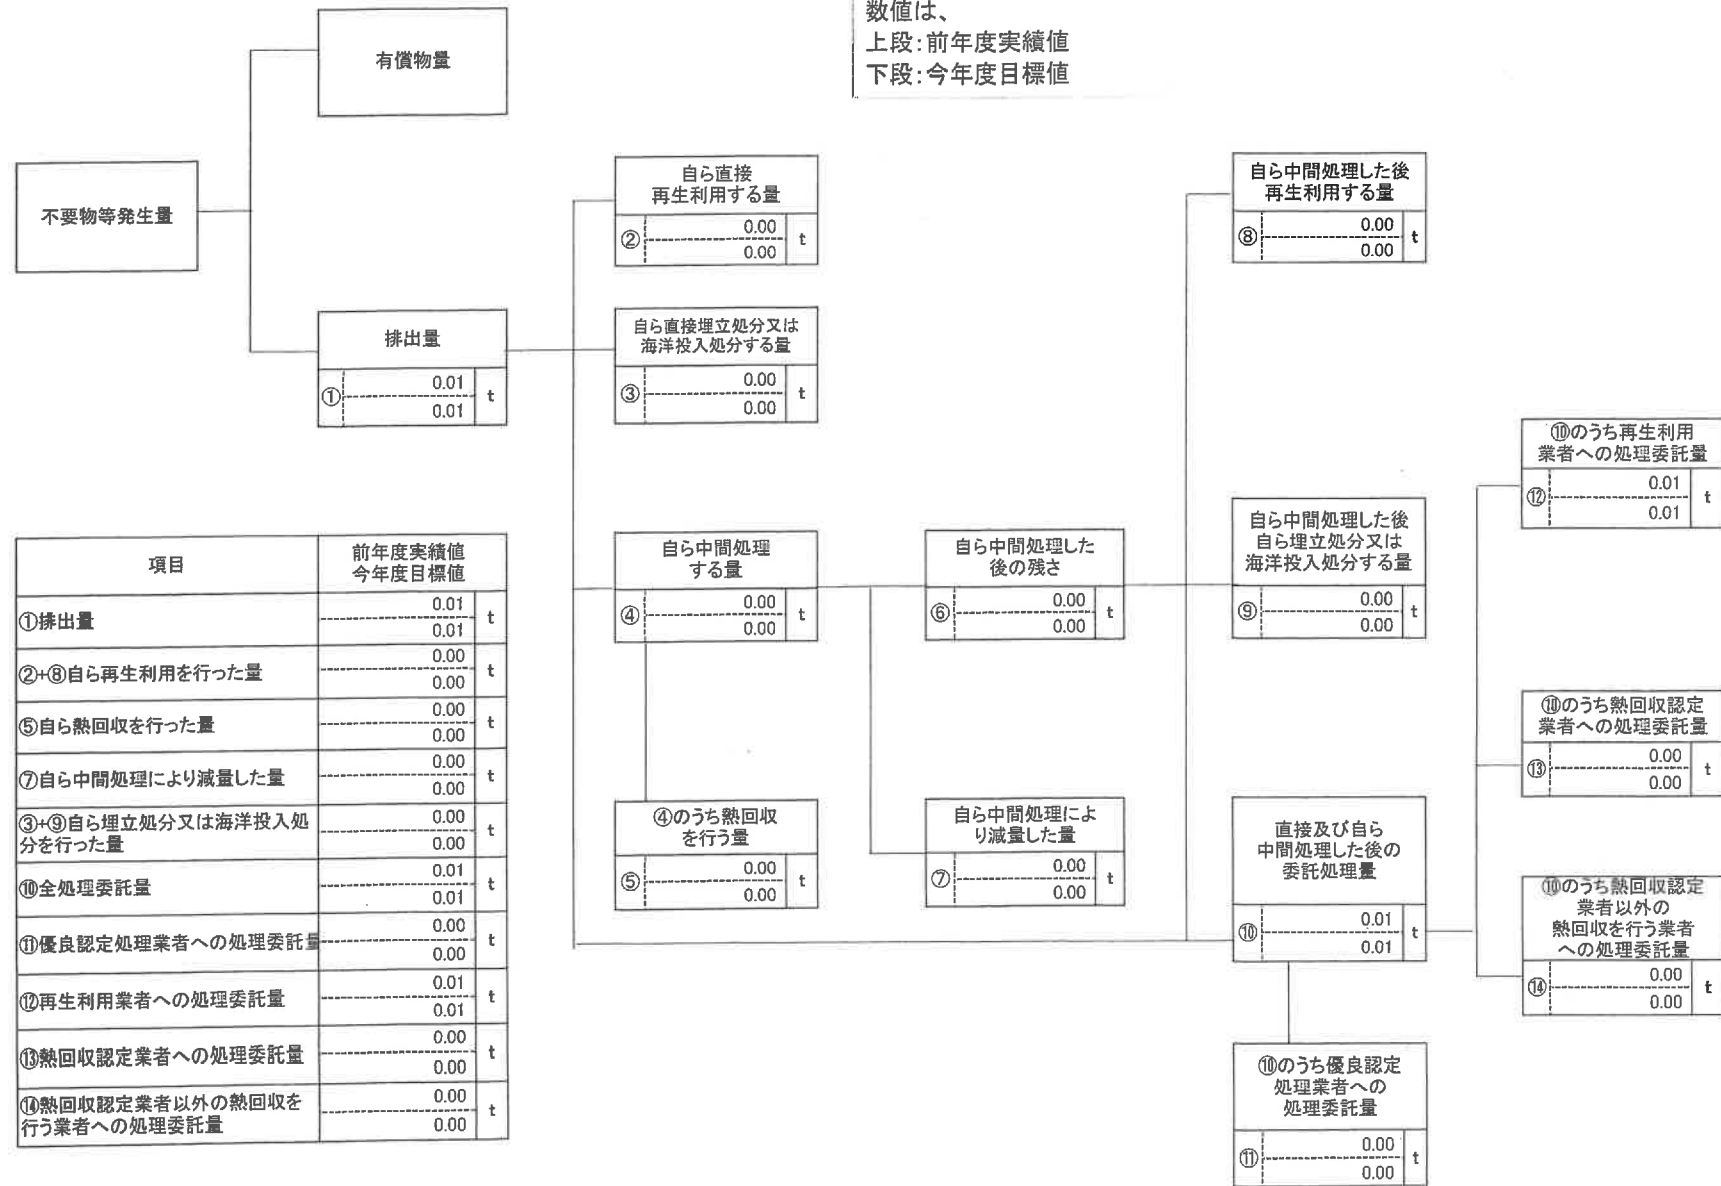 数値は、
上段：前年度実績値
下段：今年度目標値
有償物量
不要物等発生量
排出量
① 0.01 t
0.01
自ら直接
再生利用する量
② 0.00 t
0.00
自ら直接埋立処分又は
海洋投入処分する量
③ 0.00 t
0.00
自ら中間処理
する量
④ 0.00 t
0.00
④のうち熱回収
を行う量
⑤ 0.00 t
0.00
自ら中間処理した
後の残さ
⑥ 0.00 t
0.00
自ら中間処理によ
り減量した量
⑦ 0.00 t
0.00
自ら中間処理した後
再生利用する量
⑧ 0.00 t
0.00
自ら中間処理した後
自ら埋立処分又は
海洋投入処分する量
⑨ 0.00 t
0.00
直接及び自ら
中間処理した後の
委託処理量
⑩ 0.01 t
0.01
⑩のうち優良認定
処理業者への
処理委託量
⑪ 0.00 t
0.00
⑩のうち再生利用
業者への処理委託量
⑫ 0.01 t
0.01
⑩のうち熱回収認定
業者への処理委託量
⑬ 0.00 t
0.00
⑩のうち熱回収認定
業者以外の
熱回収を行う業者
への処理委託量
⑭ 0.00 t
0.00
項目 前年度実績値
今年度目標値
①排出量 0.01 t
0.01
②+⑧自ら再生利用を行った量 0.00 t
0.00
⑤自ら熱回収を行った量 0.00 t
0.00
⑦自ら中間処理により減量した量 0.00 t
0.00
③+⑨自ら埋立処分又は海洋投入処 0.00 t
分を行った量 0.00
⑩全処理委託量 0.01 t
0.01
⑪優良認定処理業者への処理委託量 0.00 t
0.00
⑫再生利用業者への処理委託量 0.01 t
0.01
⑬熱回収認定業者への処理委託量 0.00 t
0.00
⑭熱回収認定業者以外の熱回収を 0.00 t
行う業者への処理委託量 0.00